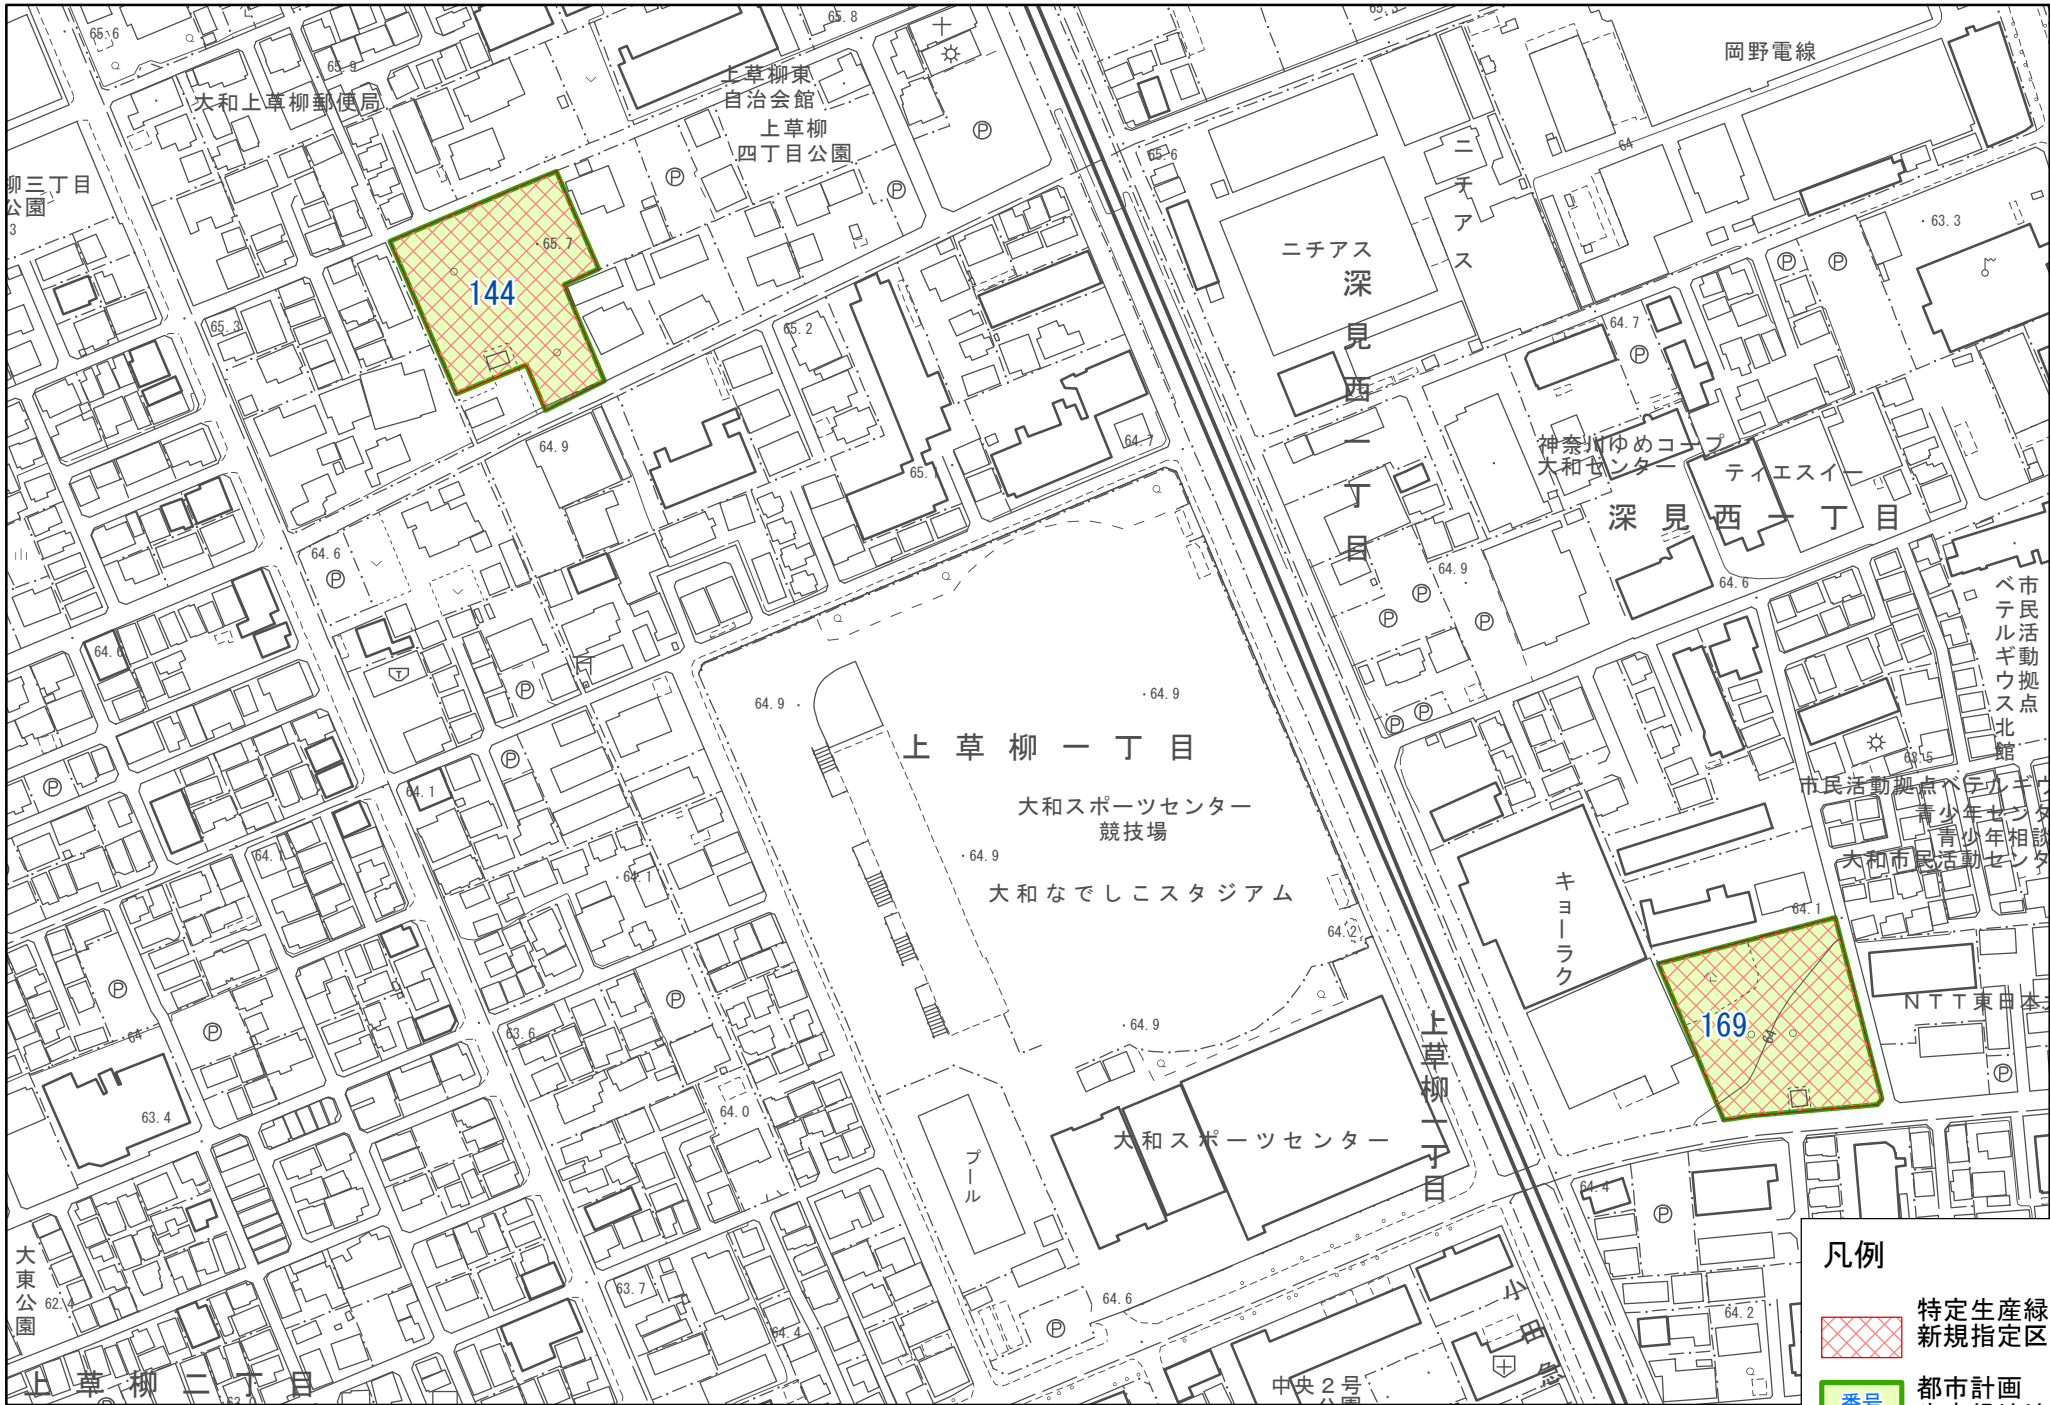 65.6
65.8
65.3
65.9
岡野電線
大和上草柳郵便局
上草柳東
自治会館
上草柳
四丁目公園
65.6
64
柳三丁目
公園
ニチアス
ニチアス
63.3
65.7
144
深見西一丁目
65.3
65.2
64.7
64.9
64.7
65.1
神奈川ゆめコープ
大和センター
ティエスイー
深見西一丁目
64.6
64.9
64.6
市民活動拠点
ベテルギウス北館
64.6
64.9
64.9
上草柳一丁目
63.5
市民活動拠点ベテルギウ
青少年センタ
青少年相談
大和市民活動センタ
64.1
大和スポーツセンター
競技場
64.1
64.9
64.1
大和なでしこスタジアム
キョーラク
64.1
64.2
NTT東日本
63.6
64.9
169
64
64
上草柳一丁目
63.4
64.0
大和スポーツセンター
プール
64.4
大東公園
62.4
63.7
64.6
64.4
64.2
小田急
上草柳二丁目
中央2号
公園
凡例
特定生産緑
新規指定区
都市計画
番号